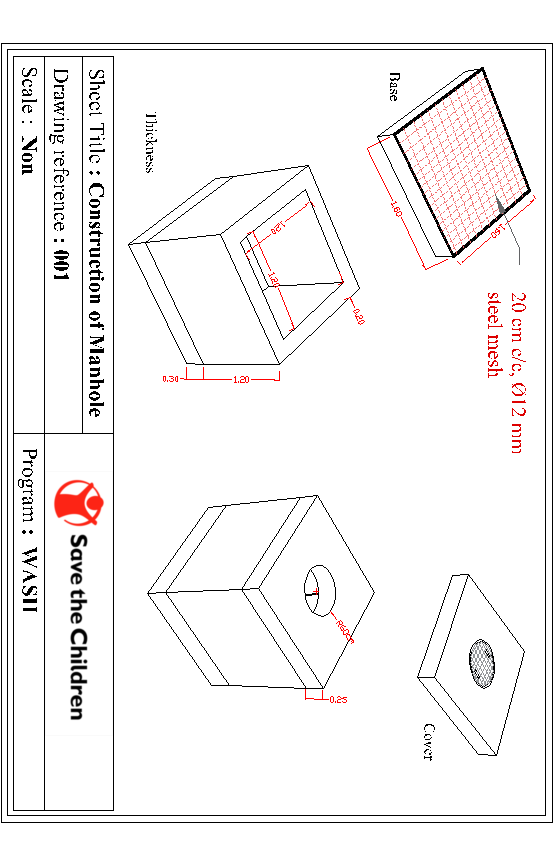 Base
1.60
1.60
20 cm c/c, Ø12 mm
steel mesh
Thickness
1.20
1.20
0.20
0.30
1.20
R60cm
0.25
Cover
Sheet Title : Construction of Manhole
Drawing reference : 001
Scale : Non
Save the Children
Program : WASH